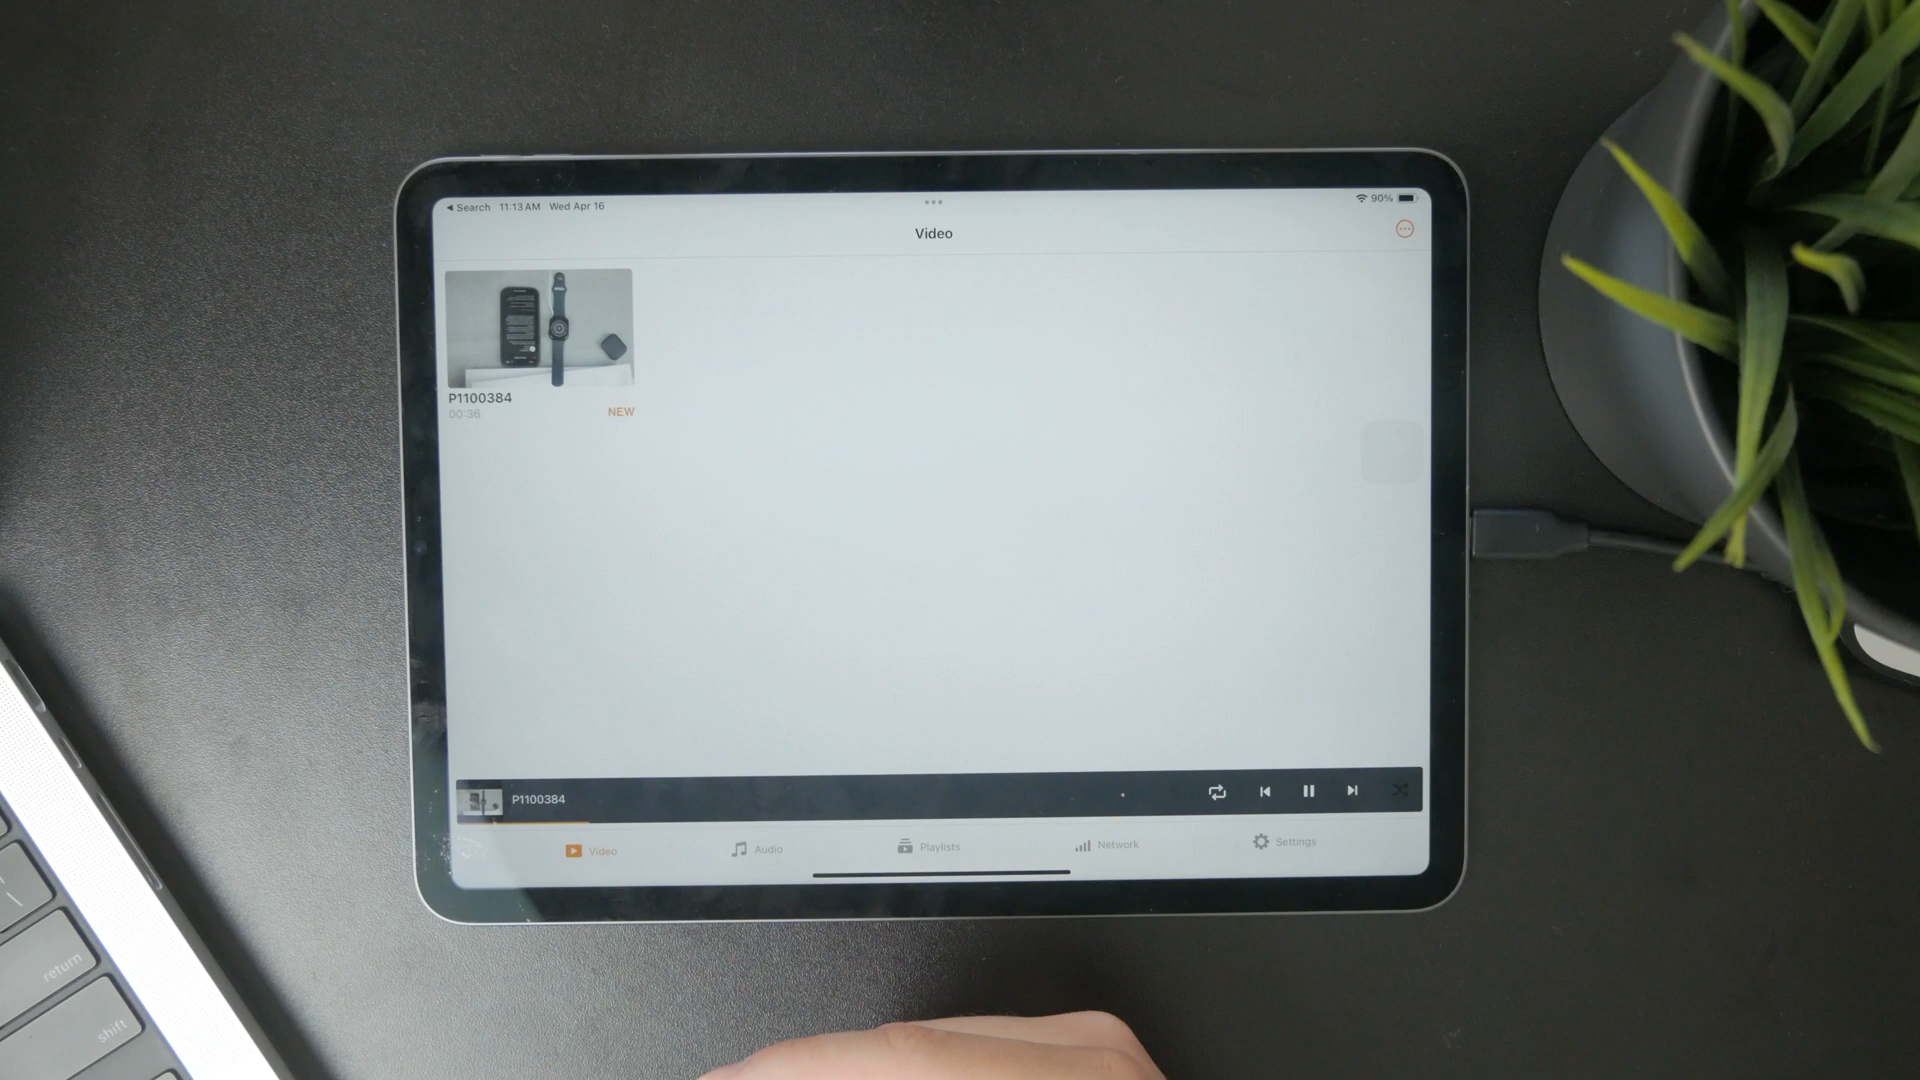 ◀ Search 11:13 AM Wed Apr 16
90%
Video
P1100384
00:36
NEW
P1100384
Video
Audio
Playlists
Network
Settings
return
shift